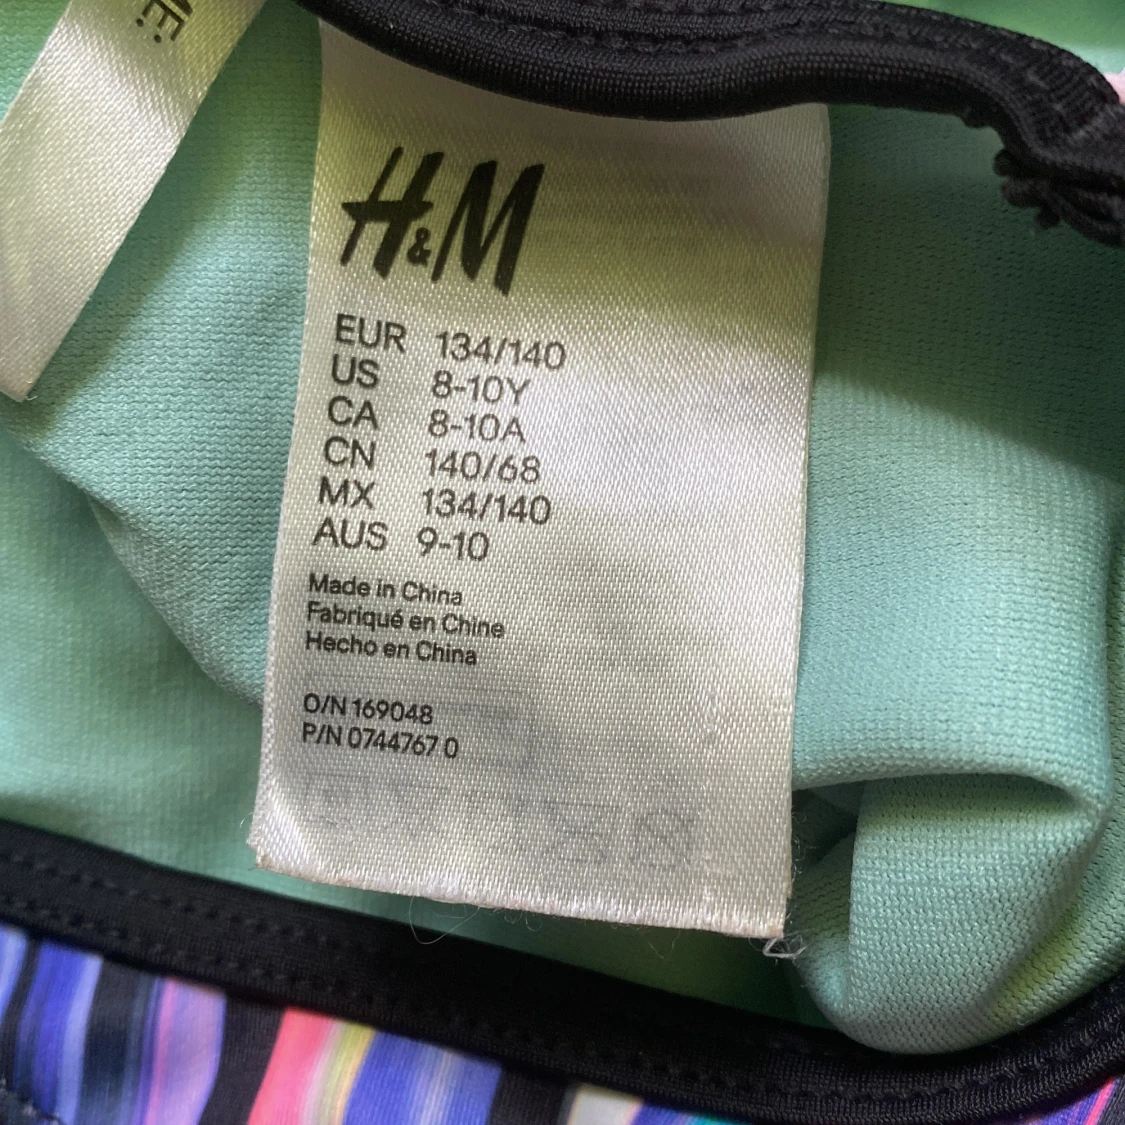 H&M
EUR 134/140
US 8-10Y
CA 8-10A
CN 140/68
MX 134/140
AUS 9-10
Made in China
Fabriqué en Chine
Hecho en China
O/N 169048
P/N 0744767 0